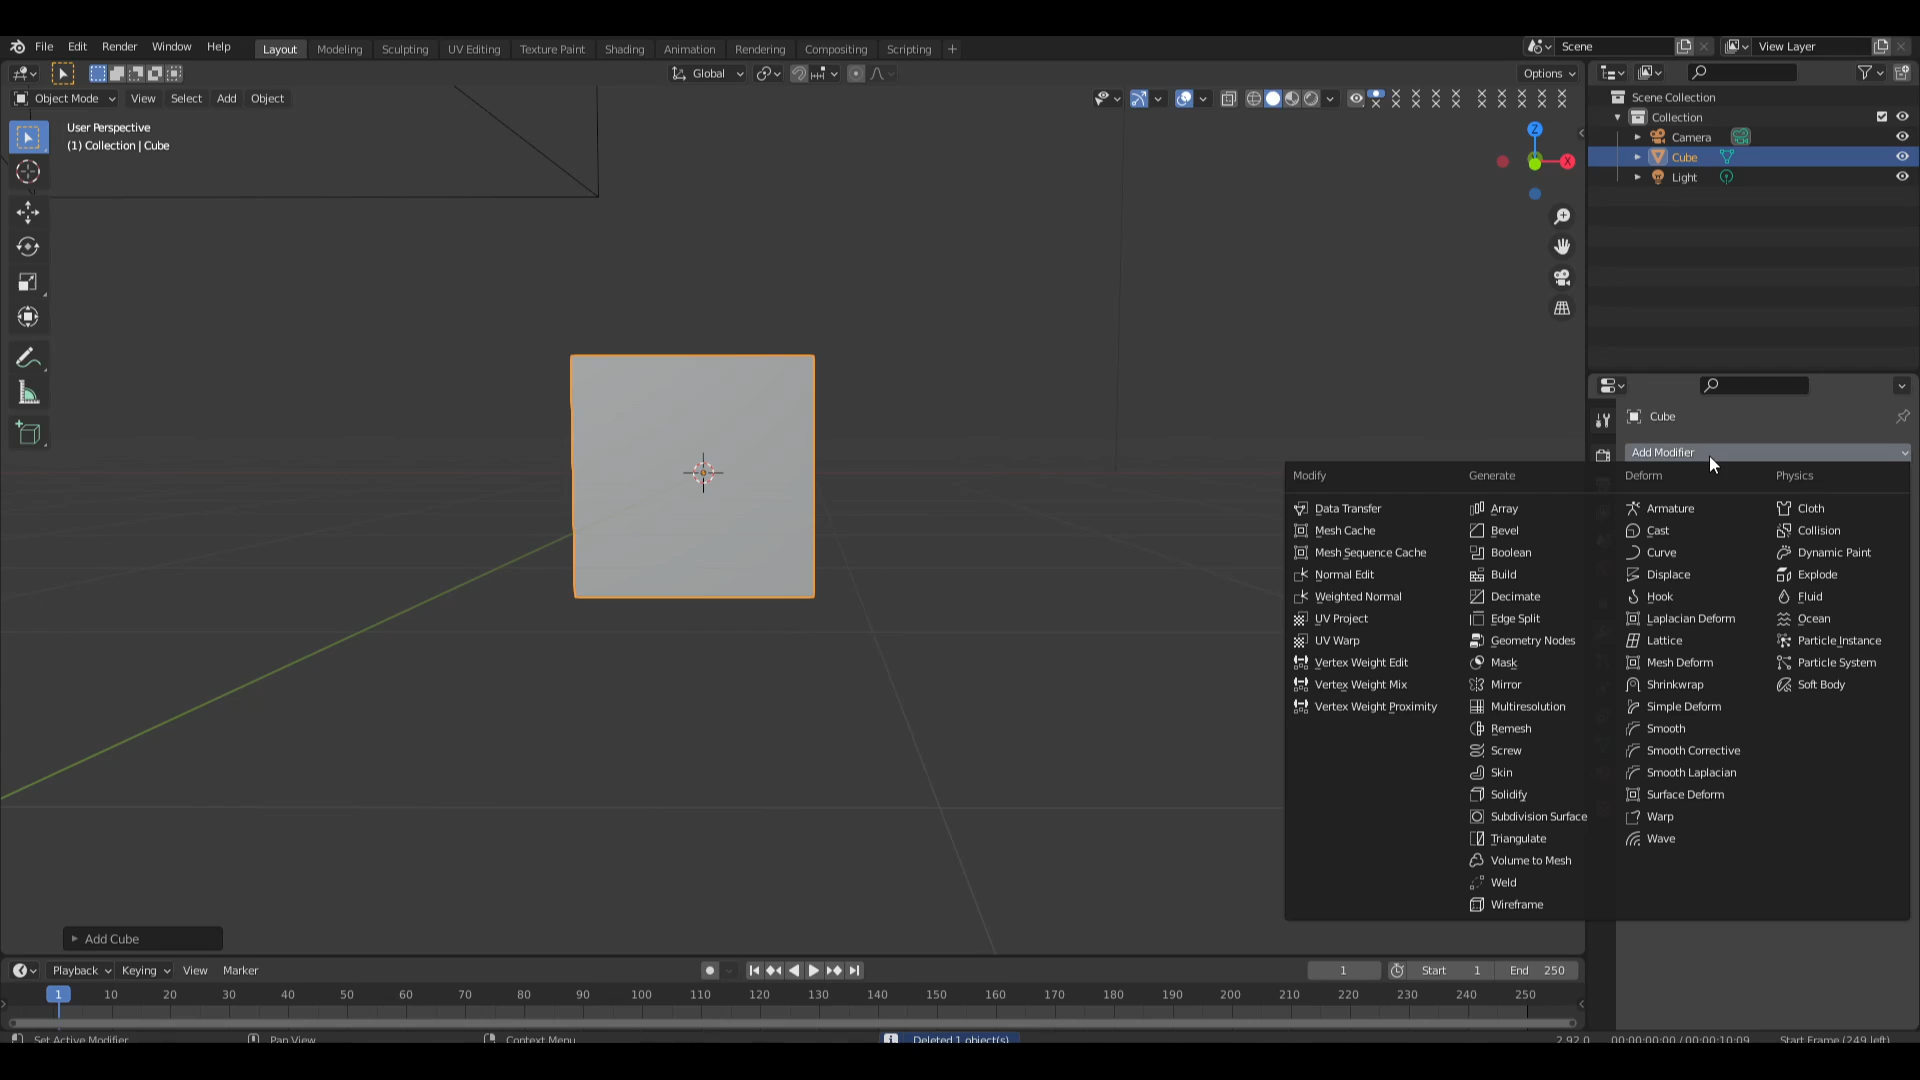 File Edit Render Window Help
Layout Modeling Sculpting UV Editing Texture Paint Shading Animation Rendering Compositing Scripting +
Scene
View Layer
Global
Options
Object Mode View Select Add Object
User Perspective
(1) Collection | Cube
Z
X
Scene Collection
Collection
Camera
Cube
Light
Cube
Add Modifier
Modify
Data Transfer
Mesh Cache
Mesh Sequence Cache
Normal Edit
Weighted Normal
UV Project
UV Warp
Vertex Weight Edit
Vertex Weight Mix
Vertex Weight Proximity
Generate
Array
Bevel
Boolean
Build
Decimate
Edge Split
Geometry Nodes
Mask
Mirror
Multiresolution
Remesh
Screw
Skin
Solidify
Subdivision Surface
Triangulate
Volume to Mesh
Weld
Wireframe
Deform
Armature
Cast
Curve
Displace
Hook
Laplacian Deform
Lattice
Mesh Deform
Shrinkwrap
Simple Deform
Smooth
Smooth Corrective
Smooth Laplacian
Surface Deform
Warp
Wave
Physics
Cloth
Collision
Dynamic Paint
Explode
Fluid
Ocean
Particle Instance
Particle System
Soft Body
Add Cube
Playback Keying View Marker
1 Start 1 End 250
1 10 20 30 40 50 60 70 80 90 100 110 120 130 140 150 160 170 180 190 200 210 220 230 240 250
Set Active Modifier Pan View Context Menu Deleted 1 object(s) 2.92.0 00:00:00:00 / 00:00:10:09 Start Frame (249 left)